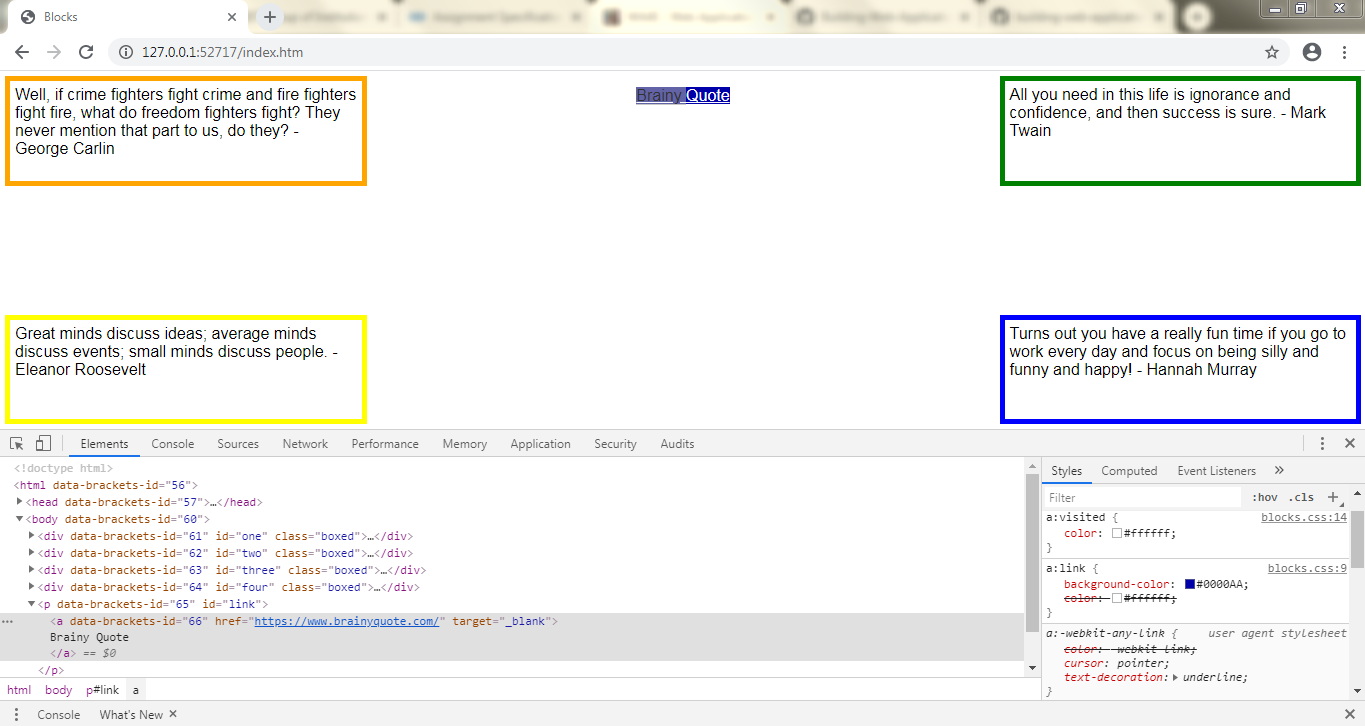 Blocks
127.0.0.1:52717/index.htm
Well, if crime fighters fight crime and fire fighters
fight fire, what do freedom fighters fight? They
never mention that part to us, do they? -
George Carlin
Brainy Quote
All you need in this life is ignorance and
confidence, and then success is sure. - Mark
Twain
Great minds discuss ideas; average minds
discuss events; small minds discuss people. -
Eleanor Roosevelt
Turns out you have a really fun time if you go to
work every day and focus on being silly and
funny and happy! - Hannah Murray
Elements Console Sources Network Performance Memory Application Security Audits
<!doctype html>
<html data-brackets-id="56">
<head data-brackets-id="57">…</head>
<body data-brackets-id="60">
<div data-brackets-id="61" id="one" class="boxed">…</div>
<div data-brackets-id="62" id="two" class="boxed">…</div>
<div data-brackets-id="63" id="three" class="boxed">…</div>
<div data-brackets-id="64" id="four" class="boxed">…</div>
<p data-brackets-id="65" id="link">
<a data-brackets-id="66" href="https://www.brainyquote.com/" target="_blank">
Brainy Quote
</a> == $0
</p>
html body p#link a
Styles Computed Event Listeners »
Filter :hov .cls +
a:visited { blocks.css:14
color: #ffffff;
}
a:link { blocks.css:9
background-color: #0000AA;
color: #ffffff;
}
a:-webkit-any-link { user agent stylesheet
color: -webkit-link;
cursor: pointer;
text-decoration: underline;
}
Console What's New